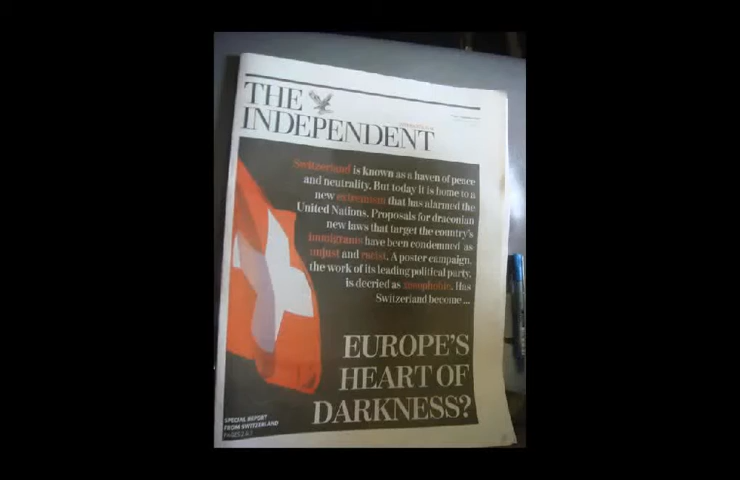 THE
INDEPENDENT
Switzerland is known as a haven of peace
and neutrality. But today it is home to a
new extremism that has alarmed the
United Nations. Proposals for draconian
new laws that target the country's
immigrants have been condemned as
unjust and racist. A poster campaign,
the work of its leading political party,
is decried as xenophobic. Has
Switzerland become ...
EUROPE'S
HEART OF
DARKNESS?
SPECIAL REPORT
FROM SWITZERLAND
PAGES 2 & 3